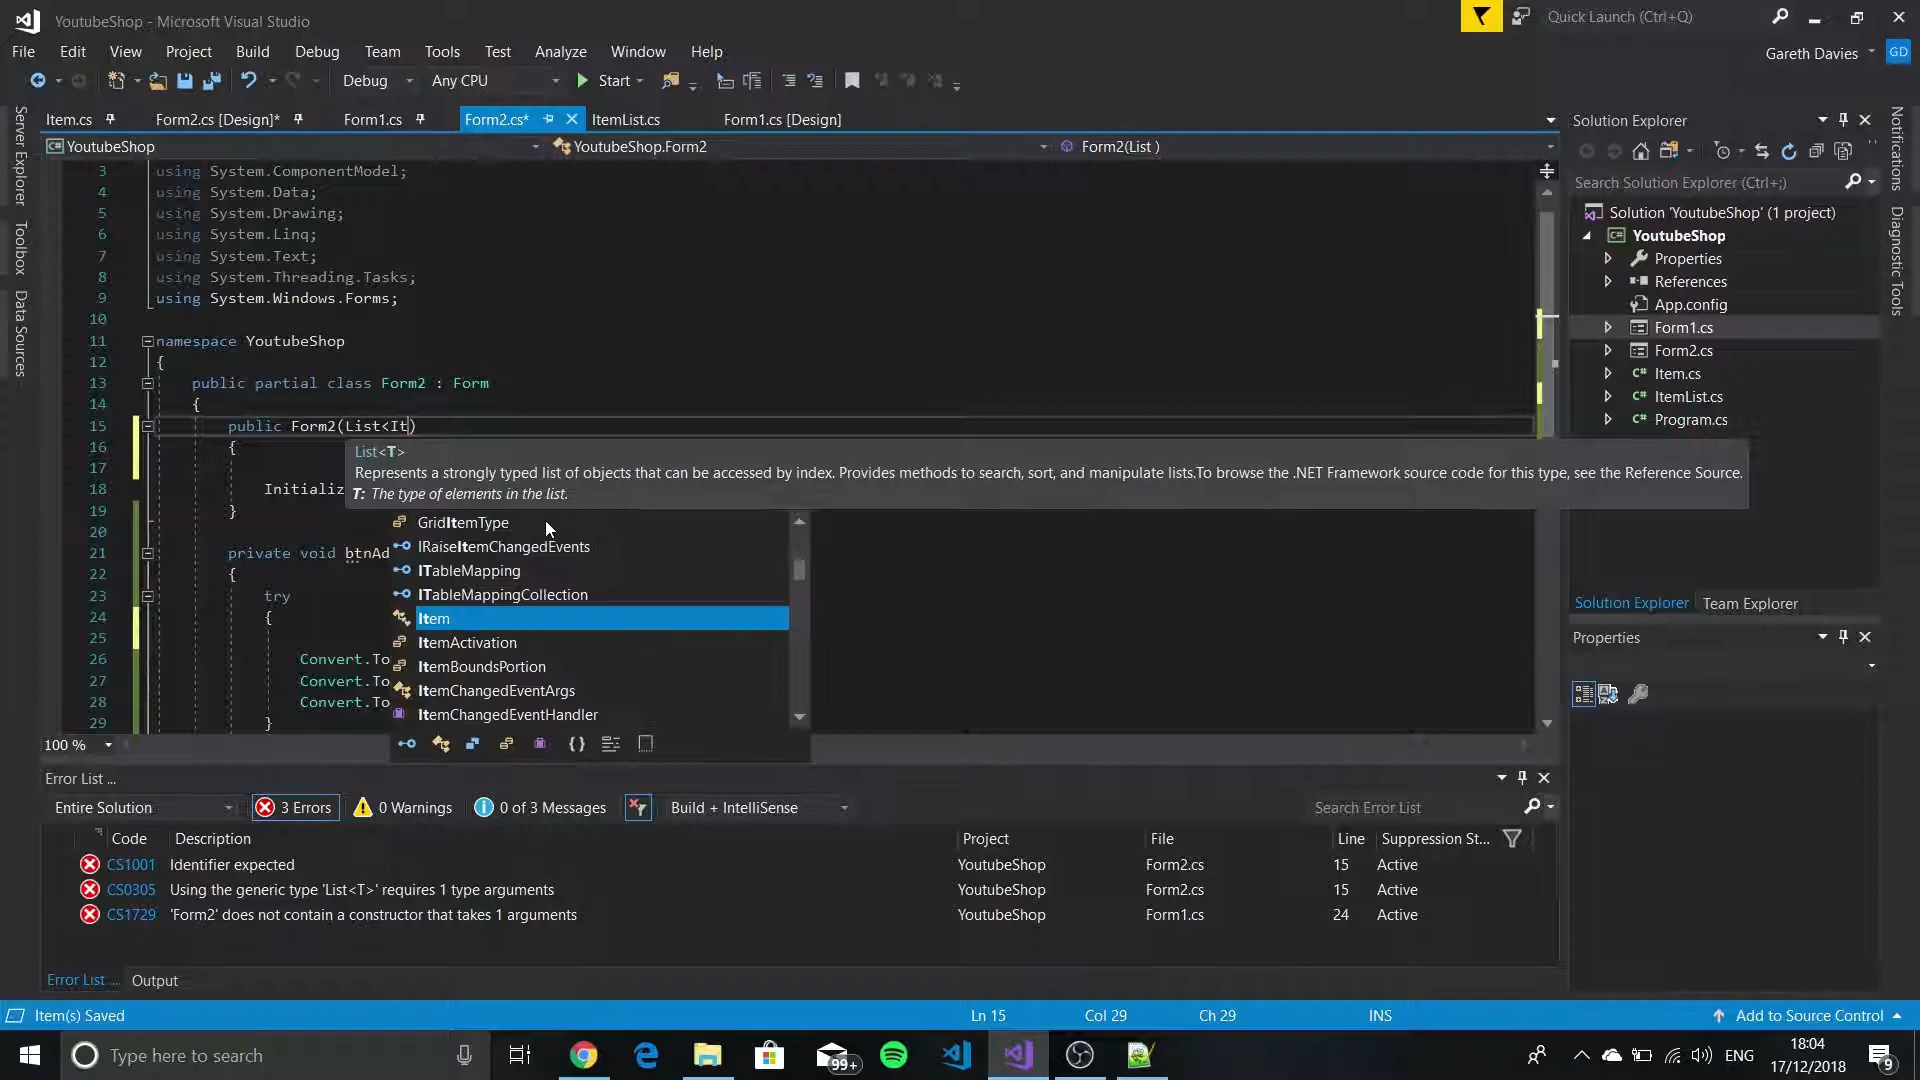 YoutubeShop - Microsoft Visual Studio
Quick Launch (Ctrl+Q)
File Edit View Project Build Debug Team Tools Test Analyze Window Help
Gareth Davies GD
Debug Any CPU Start
Item.cs Form2.cs [Design]* Form1.cs Form2.cs* ItemList.cs Form1.cs [Design]
YoutubeShop YoutubeShop.Form2 Form2(List )
Server Explorer
Toolbox
Data Sources
3 using System.ComponentModel;
4 using System.Data;
5 using System.Drawing;
6 using System.Linq;
7 using System.Text;
8 using System.Threading.Tasks;
9 using System.Windows.Forms;
10
11 namespace YoutubeShop
12 {
13 public partial class Form2 : Form
14 {
15 public Form2(List<It)
16 {
17
18 Initializ
19 }
20
21 private void btnAd
22 {
23 try
24 {
25
26 Convert.To
27 Convert.To
28 Convert.To
29 }
List<T>
Represents a strongly typed list of objects that can be accessed by index. Provides methods to search, sort, and manipulate lists.To browse the .NET Framework source code for this type, see the Reference Source.
T: The type of elements in the list.
GridItemType
IRaiseItemChangedEvents
ITableMapping
ITableMappingCollection
Item
ItemActivation
ItemBoundsPortion
ItemChangedEventArgs
ItemChangedEventHandler
100 %
Solution Explorer
Search Solution Explorer (Ctrl+;)
Solution 'YoutubeShop' (1 project)
YoutubeShop
Properties
References
App.config
Form1.cs
Form2.cs
Item.cs
ItemList.cs
Program.cs
Solution Explorer Team Explorer
Properties
Notifications
Diagnostic Tools
Error List ...
Entire Solution 3 Errors 0 Warnings 0 of 3 Messages Build + IntelliSense Search Error List
Code Description Project File Line Suppression St...
CS1001 Identifier expected YoutubeShop Form2.cs 15 Active
CS0305 Using the generic type 'List<T>' requires 1 type arguments YoutubeShop Form2.cs 15 Active
CS1729 'Form2' does not contain a constructor that takes 1 arguments YoutubeShop Form1.cs 24 Active
Error List ... Output
Item(s) Saved Ln 15 Col 29 Ch 29 INS Add to Source Control
Type here to search 99+ ENG 18:04
17/12/2018 9